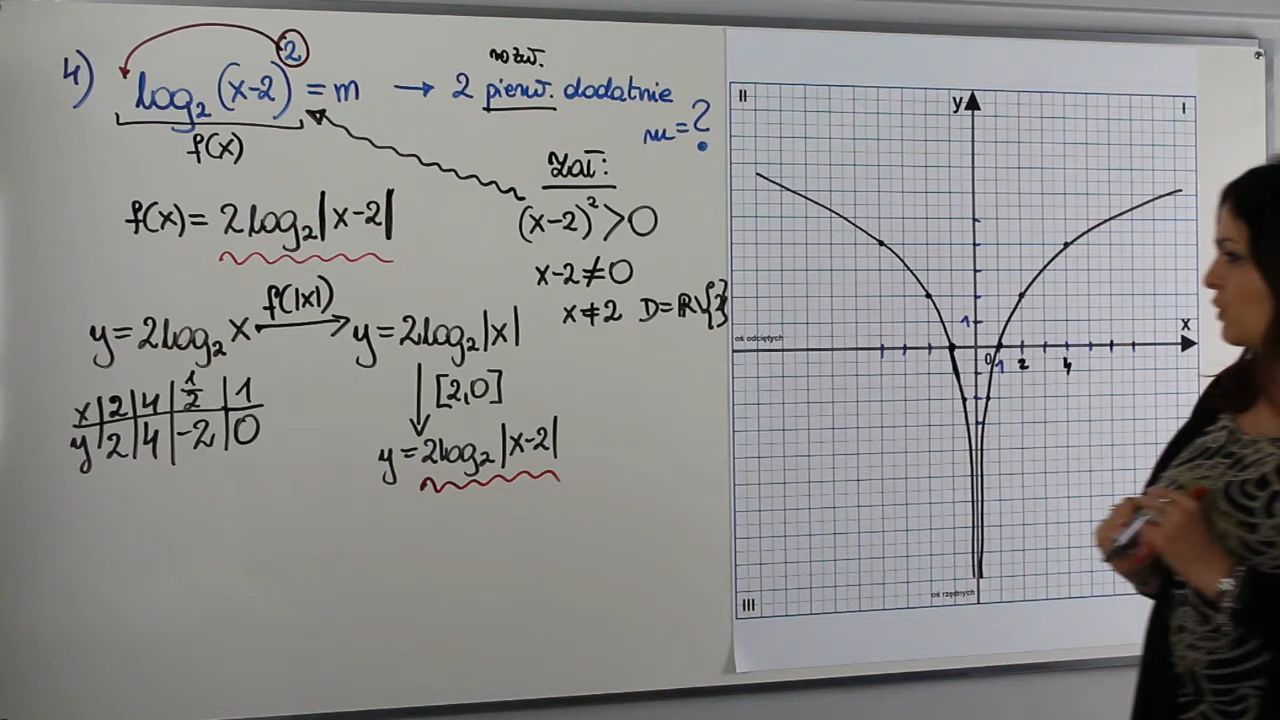 4) log₂(x-2)² = m → 2 pierw. dodatnie
m = ?
f(x)
Zał:
(x-2)² > 0
f(x) = 2log₂|x-2|
x-2 ≠ 0
x ≠ 2 D = R\{2}
y = 2log₂x f(|x|) → y = 2log₂|x|
x | 2 | 4 | 1/2 | 1
y | 2 | 4 | -2 | 0
↓ [2,0]
y = 2log₂|x-2|
II
y
I
1
x
oś odciętych
0 1 2 4
III
oś rzędnych